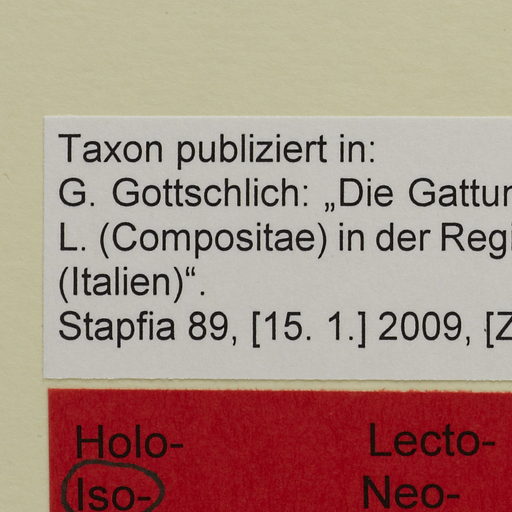 Taxon publiziert in:
G. Gottschlich: „Die Gattun
L. (Compositae) in der Regi
(Italien)“.
Stapfia 89, [15. 1.] 2009, [Z
Holo- Lecto-
Iso- Neo-